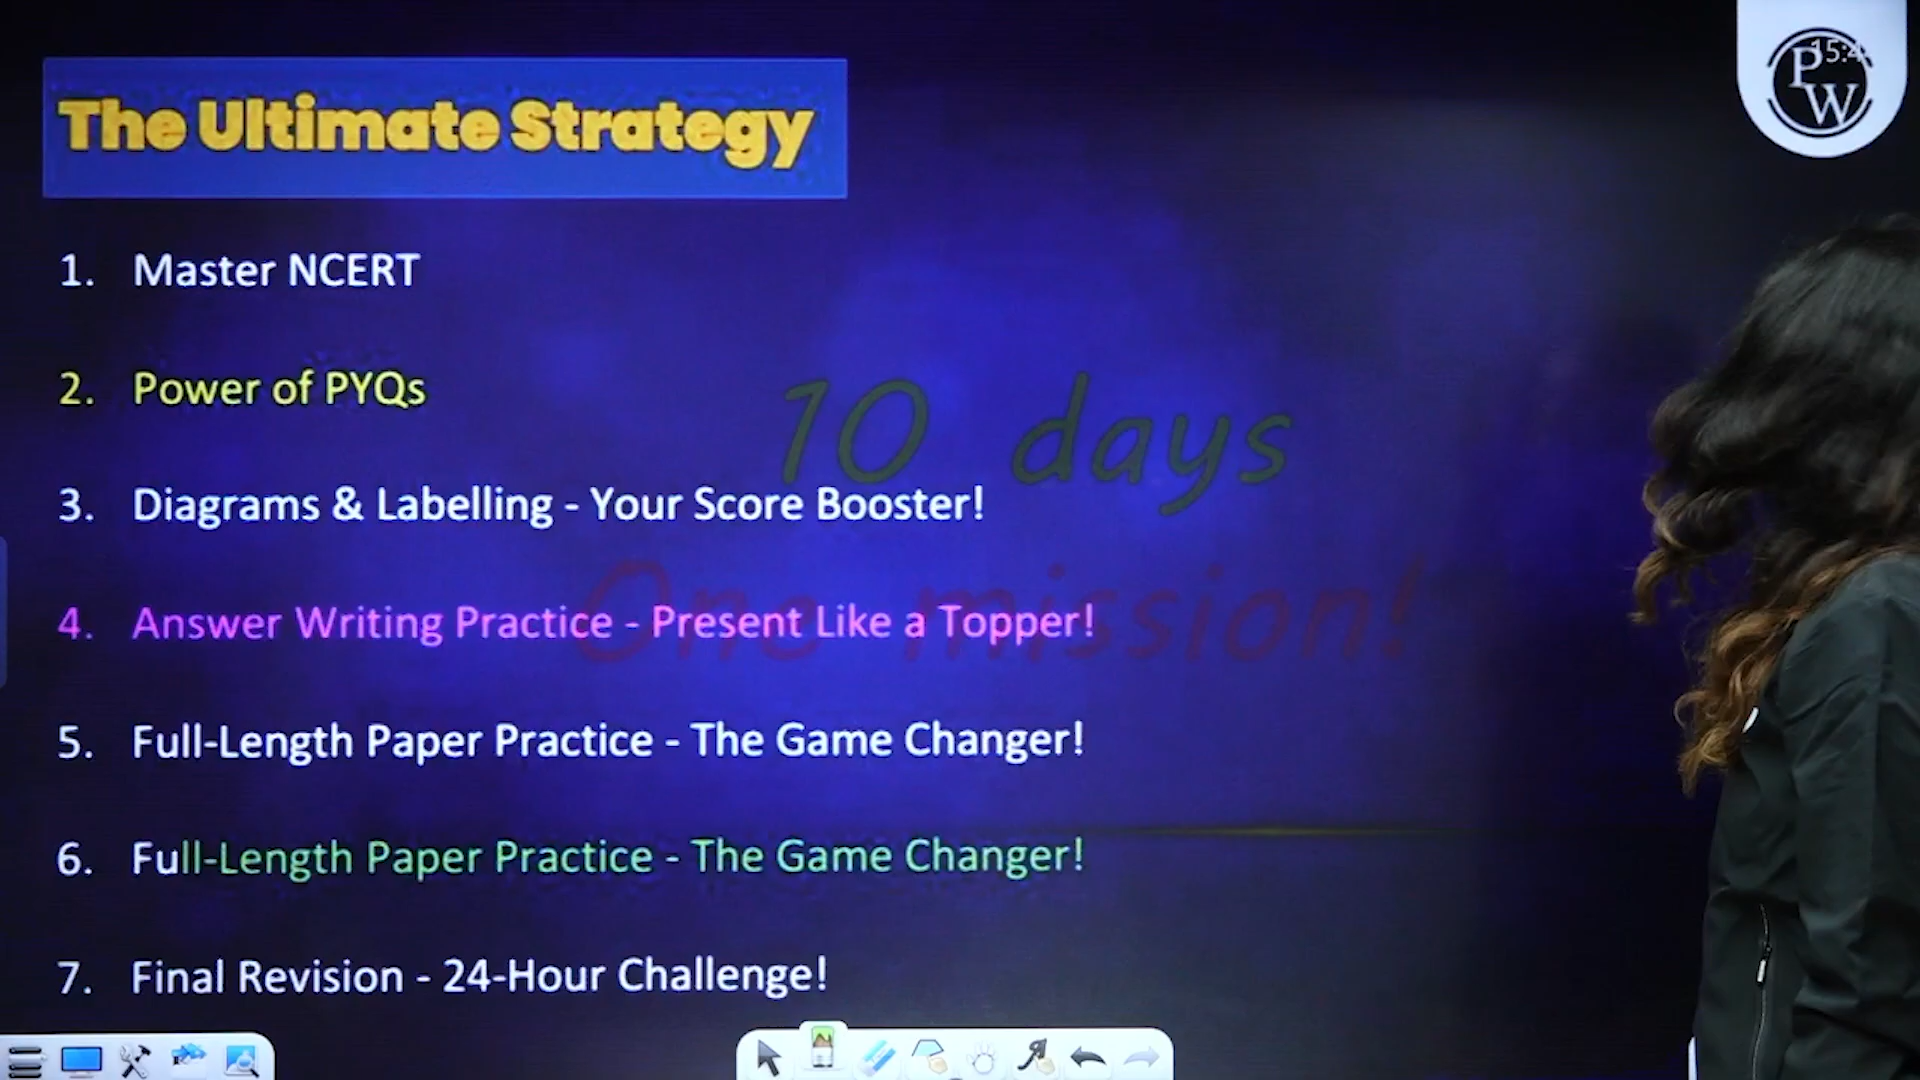 The Ultimate Strategy
P
W
15:4
1. Master NCERT
2. Power of PYQs
10 days
3. Diagrams & Labelling - Your Score Booster!
One mission!
4. Answer Writing Practice - Present Like a Topper!
5. Full-Length Paper Practice - The Game Changer!
6. Full-Length Paper Practice - The Game Changer!
7. Final Revision - 24-Hour Challenge!